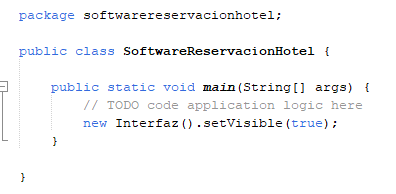 package softwarereservacionhotel;
public class SoftwareReservacionHotel {
public static void main(String[] args) {
// TODO code application logic here
new Interfaz().setVisible(true);
}
}